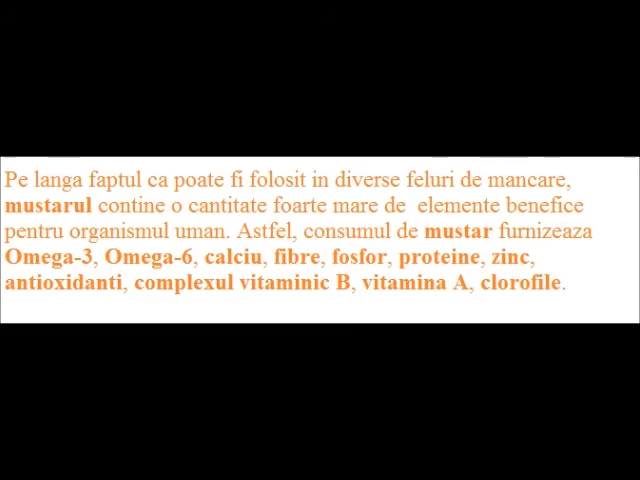 Pe langa faptul ca poate fi folosit in diverse feluri de mancare,
mustarul contine o cantitate foarte mare de  elemente benefice
pentru organismul uman. Astfel, consumul de mustar furnizeaza
Omega-3, Omega-6, calciu, fibre, fosfor, proteine, zinc,
antioxidanti, complexul vitaminic B, vitamina A, clorofile.